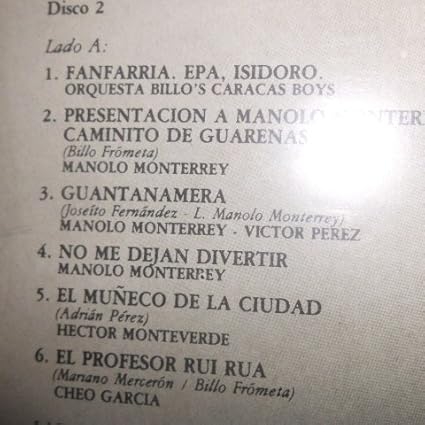 Disco 2
Lado A:
1. FANFARRIA. EPA, ISIDORO.
ORQUESTA BILLO'S CARACAS BOYS
2. PRESENTACION A MANOLO
CAMINITO DE GUARENAS
(Billo Frómeta)
MANOLO MONTERREY
3. GUANTANAMERA
(Joseíto Fernández - L. Manolo Monterrey)
MANOLO MONTERREY - VICTOR PEREZ
4. NO ME DEJAN DIVERTIR
MANOLO MONTERREY
5. EL MUÑECO DE LA CIUDAD
(Adrián Pérez)
HECTOR MONTEVERDE
6. EL PROFESOR RUI RUA
(Mariano Mercerón / Billo Frómeta)
CHEO GARCIA